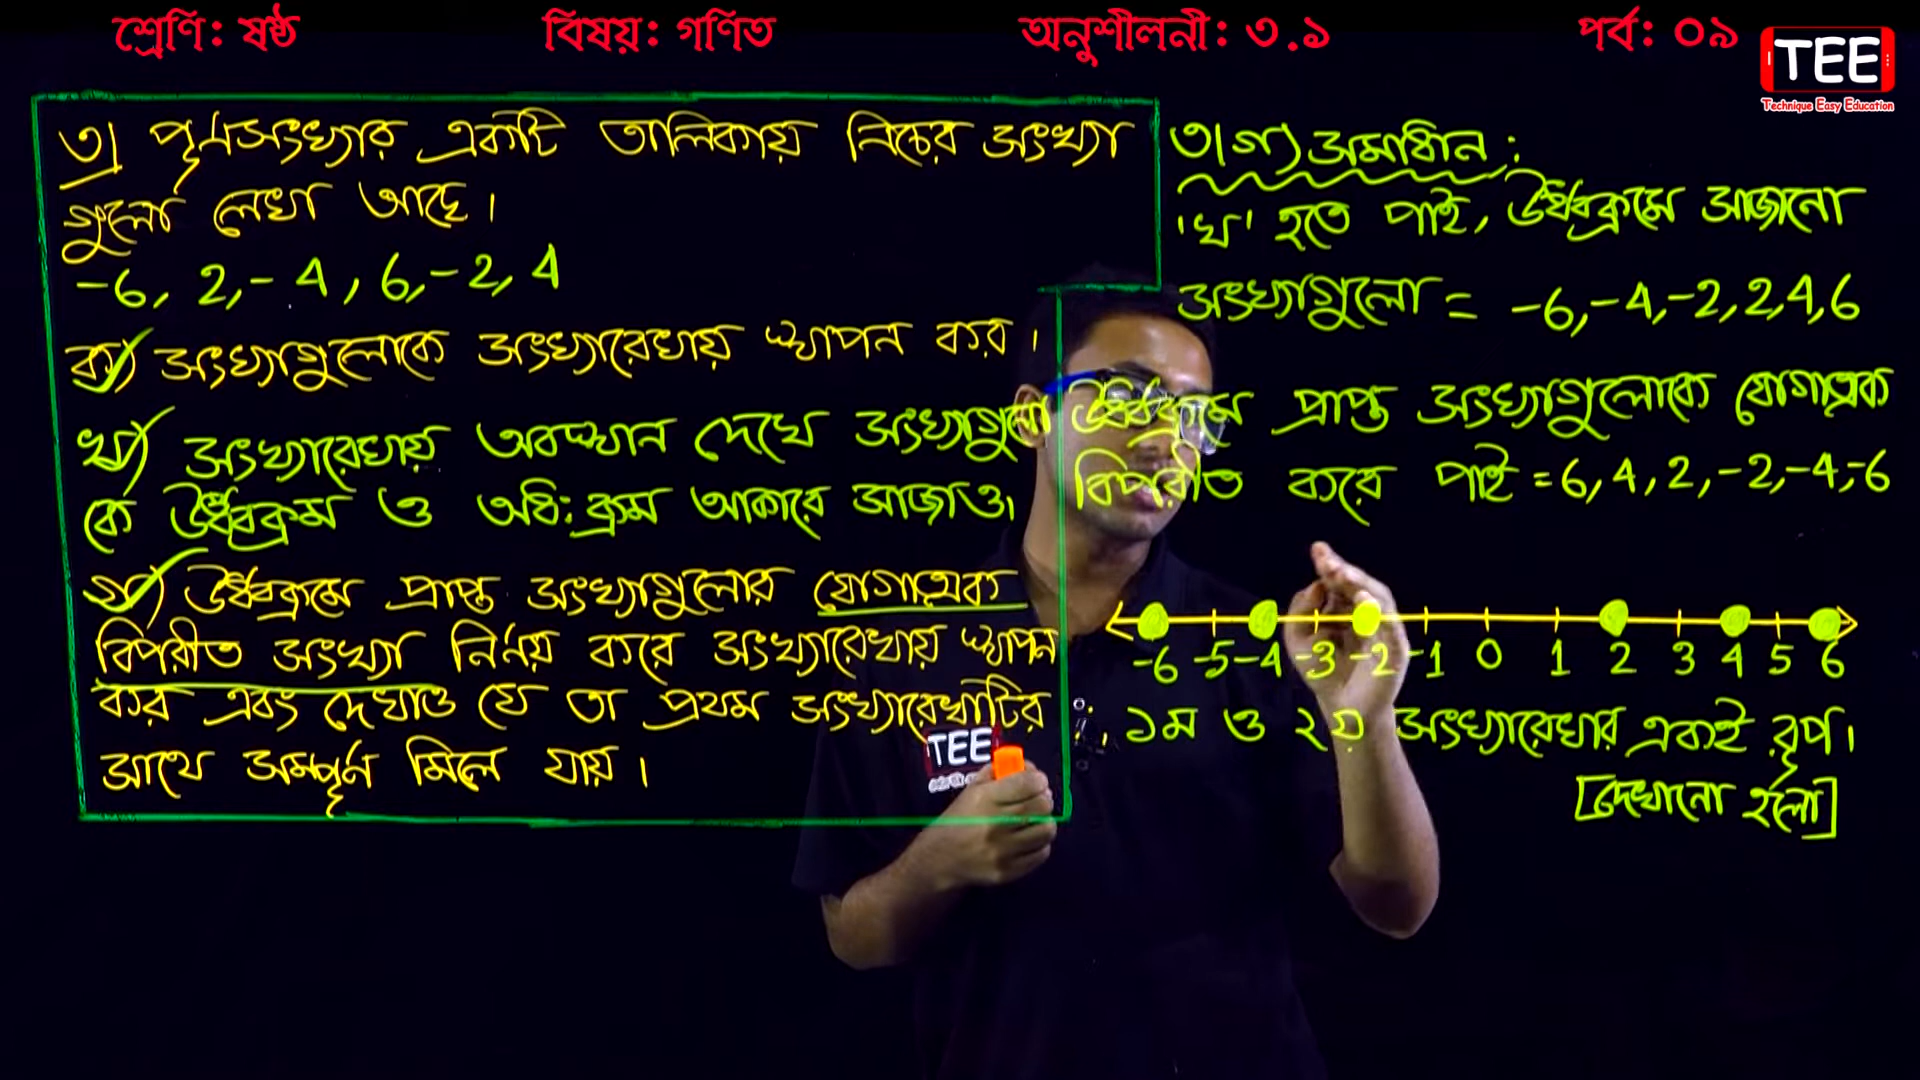 শ্রেণি: ষষ্ঠ বিষয়: গণিত অনুশীলনী: ৩.১ পর্ব: ০৯
TEE
Technique Easy Education
৩। পূর্ণসংখ্যার একটি তালিকায় নিচের সংখ্যা
গুলো লেখা আছে।
-6, 2, -4, 6, -2, 4
ক) সংখ্যাগুলোকে সংখ্যারেখায় স্থাপন কর।
খ) সংখ্যারেখায় অবস্থান দেখে সংখ্যাগুলো
কে ঊর্ধ্বক্রম ও অধঃক্রম আকারে সাজাও।
গ) ঊর্ধ্বক্রমে প্রাপ্ত সংখ্যাগুলোর যোগাত্মক
বিপরীত সংখ্যা নির্ণয় করে সংখ্যারেখায় স্থাপন
কর এবং দেখাও যে তা প্রথম সংখ্যারেখাটির
সাথে সম্পূর্ণ মিলে যায়।
৩।গ) সমাধান:
'খ' হতে পাই, ঊর্ধ্বক্রমে সাজানো
সংখ্যাগুলো = -6, -4, -2, 2, 4, 6
ঊর্ধ্বক্রমে প্রাপ্ত সংখ্যাগুলোকে যোগাত্মক
বিপরীত করে পাই = 6, 4, 2, -2, -4, -6
-6 -5 -4 -3 -2 -1 0 1 2 3 4 5 6
∴ ১ম ও ২য় সংখ্যারেখার একই রূপ।
[দেখানো হলো]
TEE